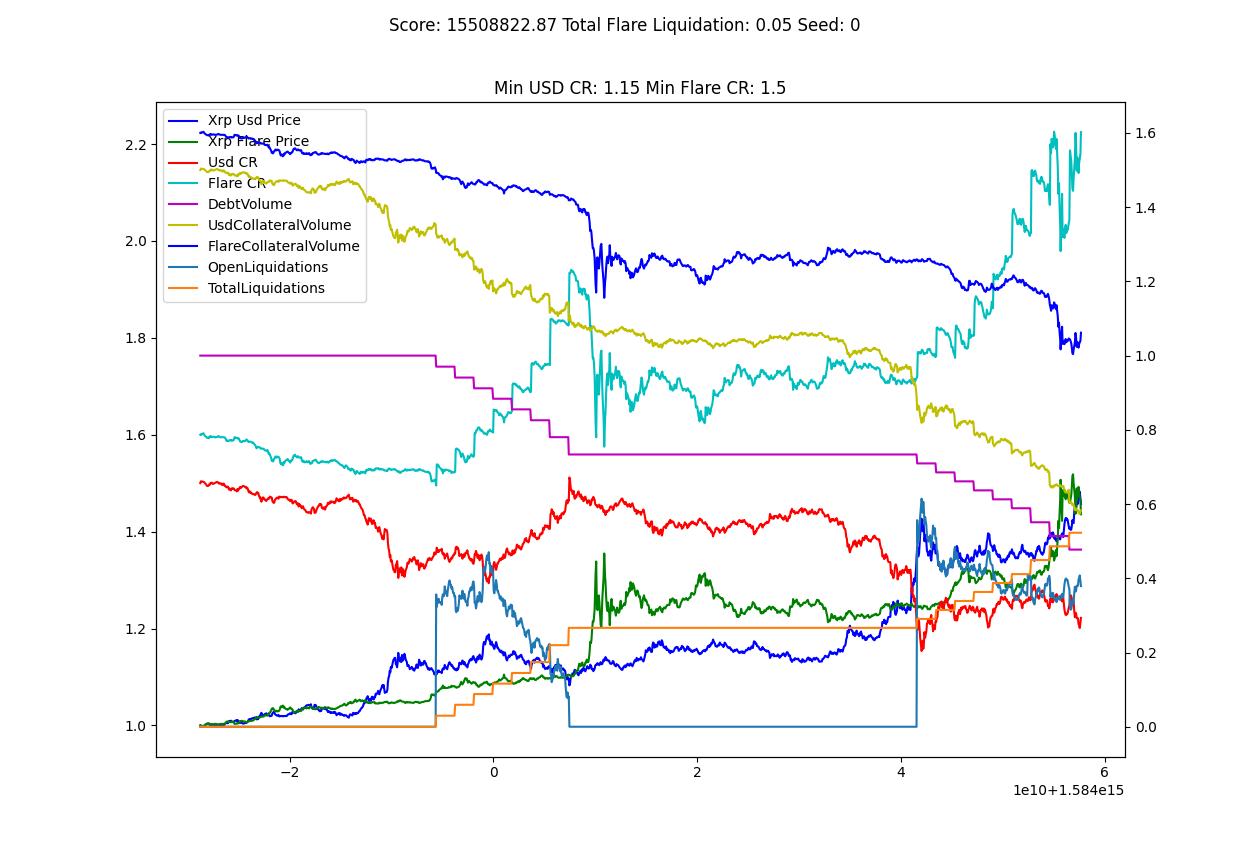 Score: 15508822.87 Total Flare Liquidation: 0.05 Seed: 0
Min USD CR: 1.15 Min Flare CR: 1.5
Xrp Usd Price
Xrp Flare Price
Usd CR
Flare CR
DebtVolume
UsdCollateralVolume
FlareCollateralVolume
OpenLiquidations
TotalLiquidations
2.2
2.0
1.8
1.6
1.4
1.2
1.0
1.6
1.4
1.2
1.0
0.8
0.6
0.4
0.2
0.0
−2
0
2
4
6
1e10+1.584e15